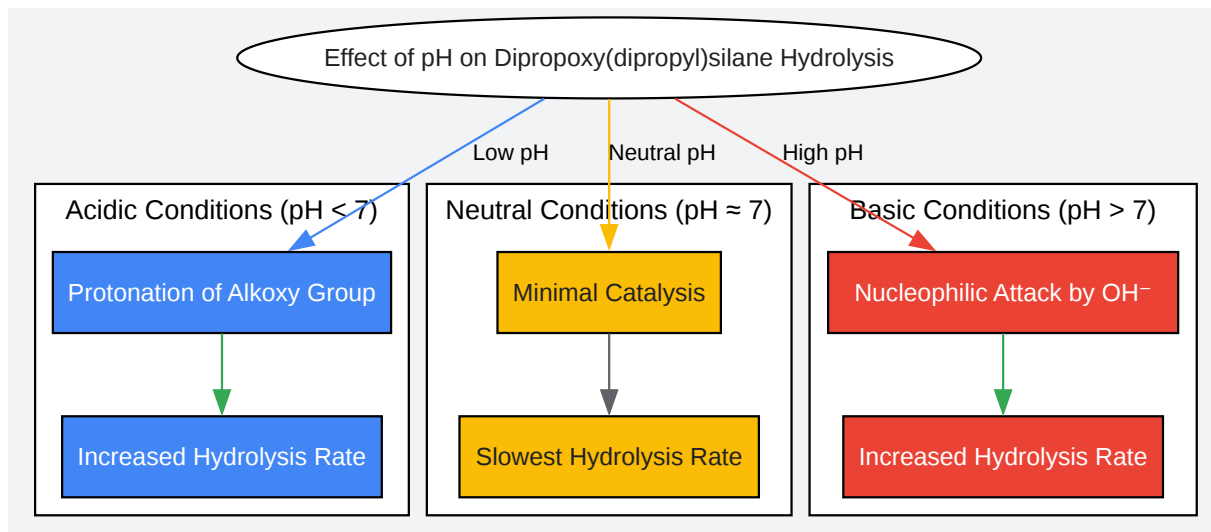 Effect of pH on Dipropoxy(dipropyl)silane Hydrolysis
Low pH
Neutral pH
High pH
Acidic Conditions (pH < 7)
Neutral Conditions (pH ≈ 7)
Basic Conditions (pH > 7)
Protonation of Alkoxy Group
Minimal Catalysis
Nucleophilic Attack by OH⁻
Increased Hydrolysis Rate
Slowest Hydrolysis Rate
Increased Hydrolysis Rate